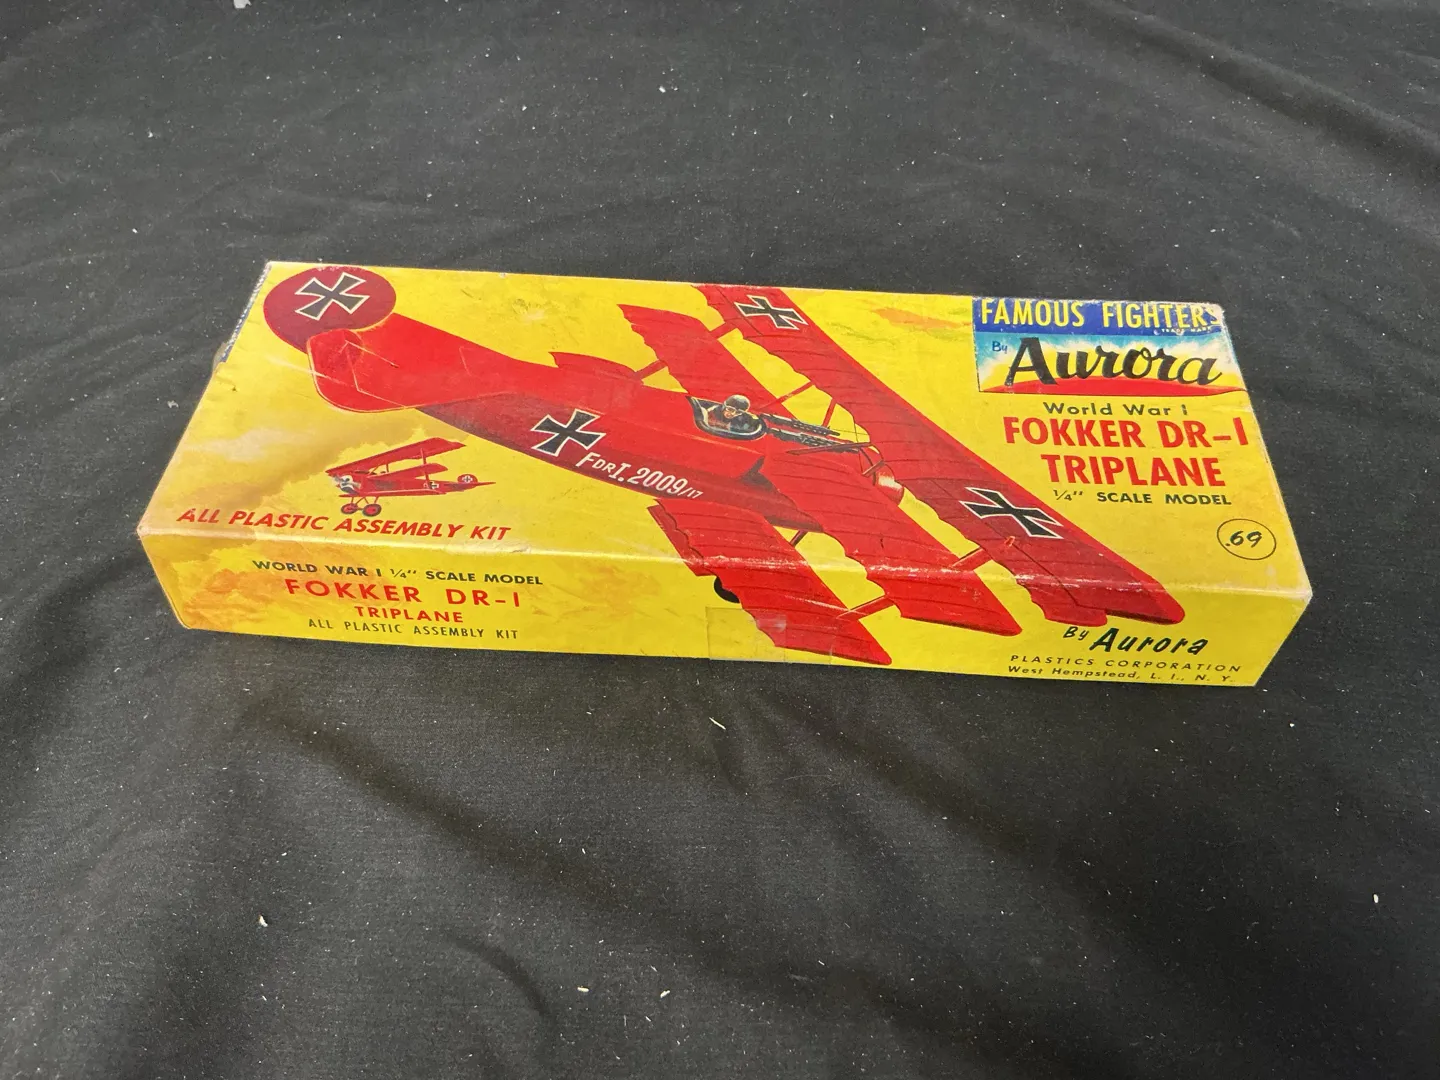 FAMOUS FIGHTERS
TRADE MARK
By Aurora
World War I
FOKKER DR-I
TRIPLANE
1/4" SCALE MODEL
.69
FDRI. 2009/17
ALL PLASTIC ASSEMBLY KIT
WORLD WAR I 1/4" SCALE MODEL
FOKKER DR-I
TRIPLANE
ALL PLASTIC ASSEMBLY KIT
By Aurora
PLASTICS CORPORATION
West Hempstead, L. I., N. Y.